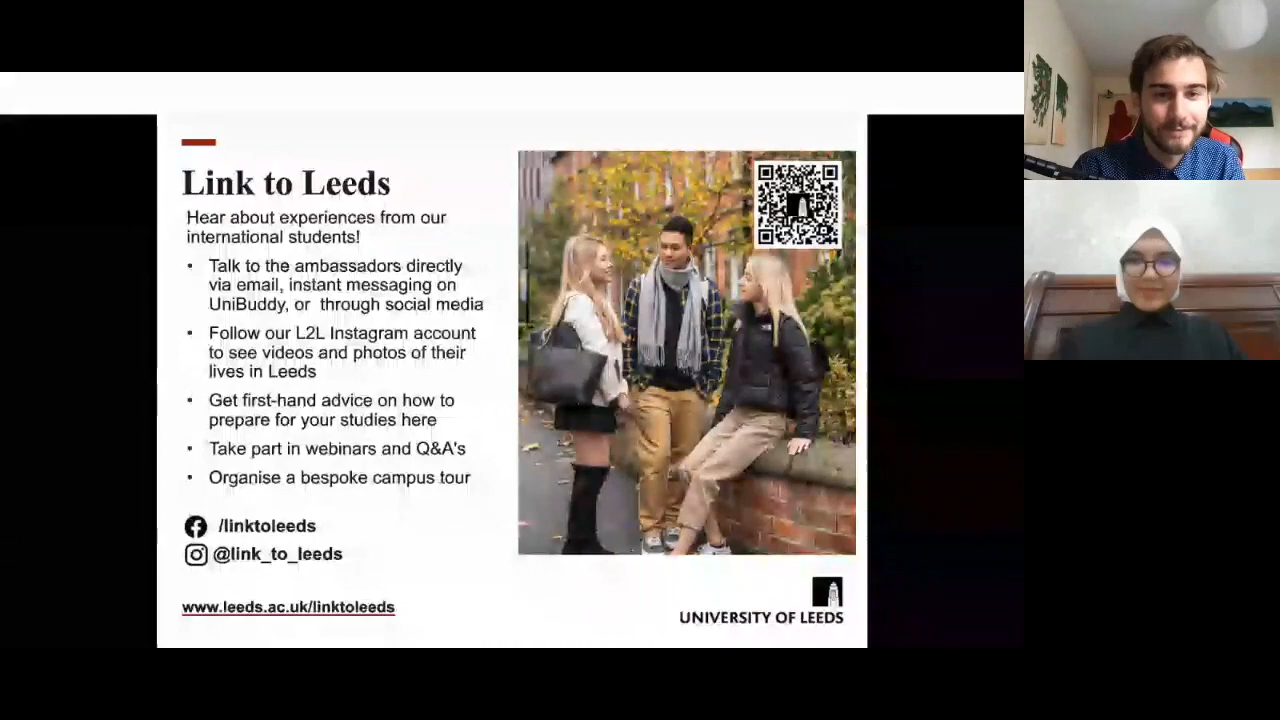 Link to Leeds
Hear about experiences from our
international students!
• Talk to the ambassadors directly
via email, instant messaging on
UniBuddy, or through social media
• Follow our L2L Instagram account
to see videos and photos of their
lives in Leeds
• Get first-hand advice on how to
prepare for your studies here
• Take part in webinars and Q&A's
• Organise a bespoke campus tour
/linktoleeds
@link_to_leeds
www.leeds.ac.uk/linktoleeds
UNIVERSITY OF LEEDS